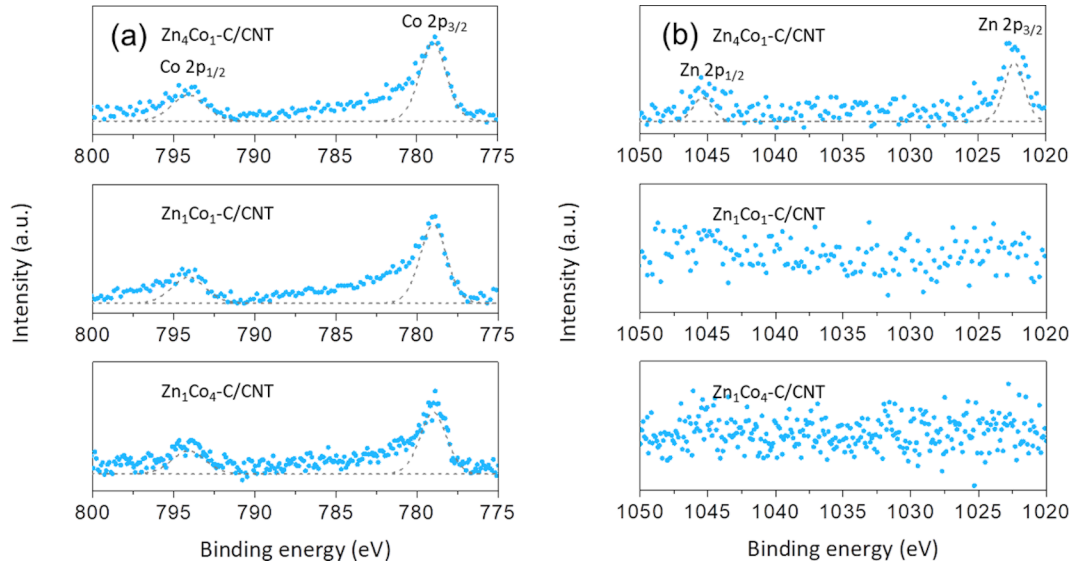 (a)
Zn₄Co₁-C/CNT
Co 2p₃/₂
Co 2p₁/₂
800 795 790 785 780 775
Zn₁Co₁-C/CNT
800 795 790 785 780 775
Zn₁Co₄-C/CNT
800 795 790 785 780 775
Intensity (a.u.)
Binding energy (eV)
(b)
Zn₄Co₁-C/CNT
Zn 2p₃/₂
Zn 2p₁/₂
1050 1045 1040 1035 1030 1025 1020
Zn₁Co₁-C/CNT
1050 1045 1040 1035 1030 1025 1020
Zn₁Co₄-C/CNT
1050 1045 1040 1035 1030 1025 1020
Intensity (a.u.)
Binding energy (eV)